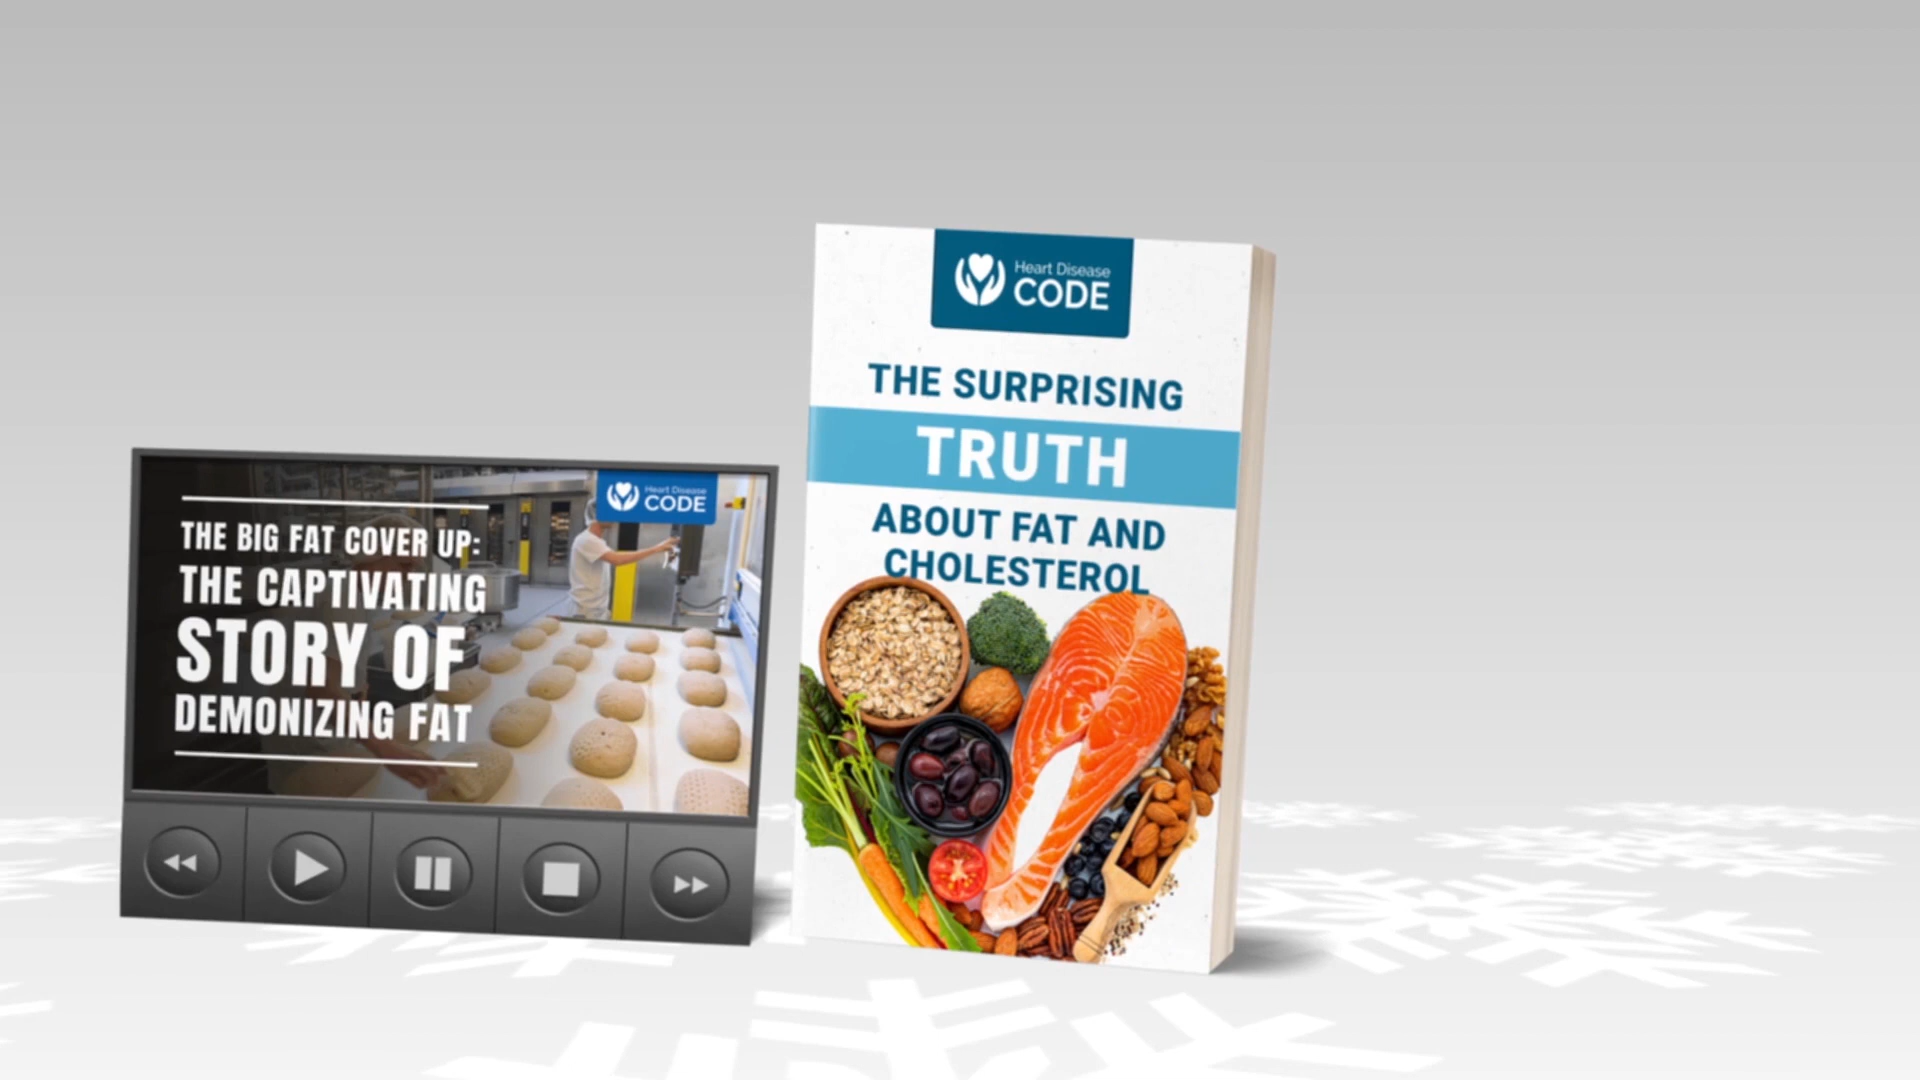 THE BIG FAT COVER UP:
THE CAPTIVATING
STORY OF
DEMONIZING FAT
Heart Disease
CODE
Heart Disease
CODE
THE SURPRISING
TRUTH
ABOUT FAT AND
CHOLESTEROL